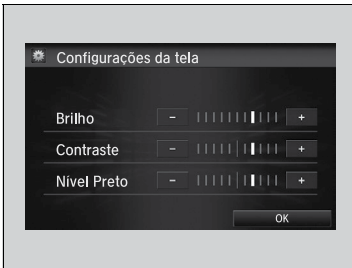 Configurações da tela
Brilho - +
Contraste - +
Nivel Preto - +
OK